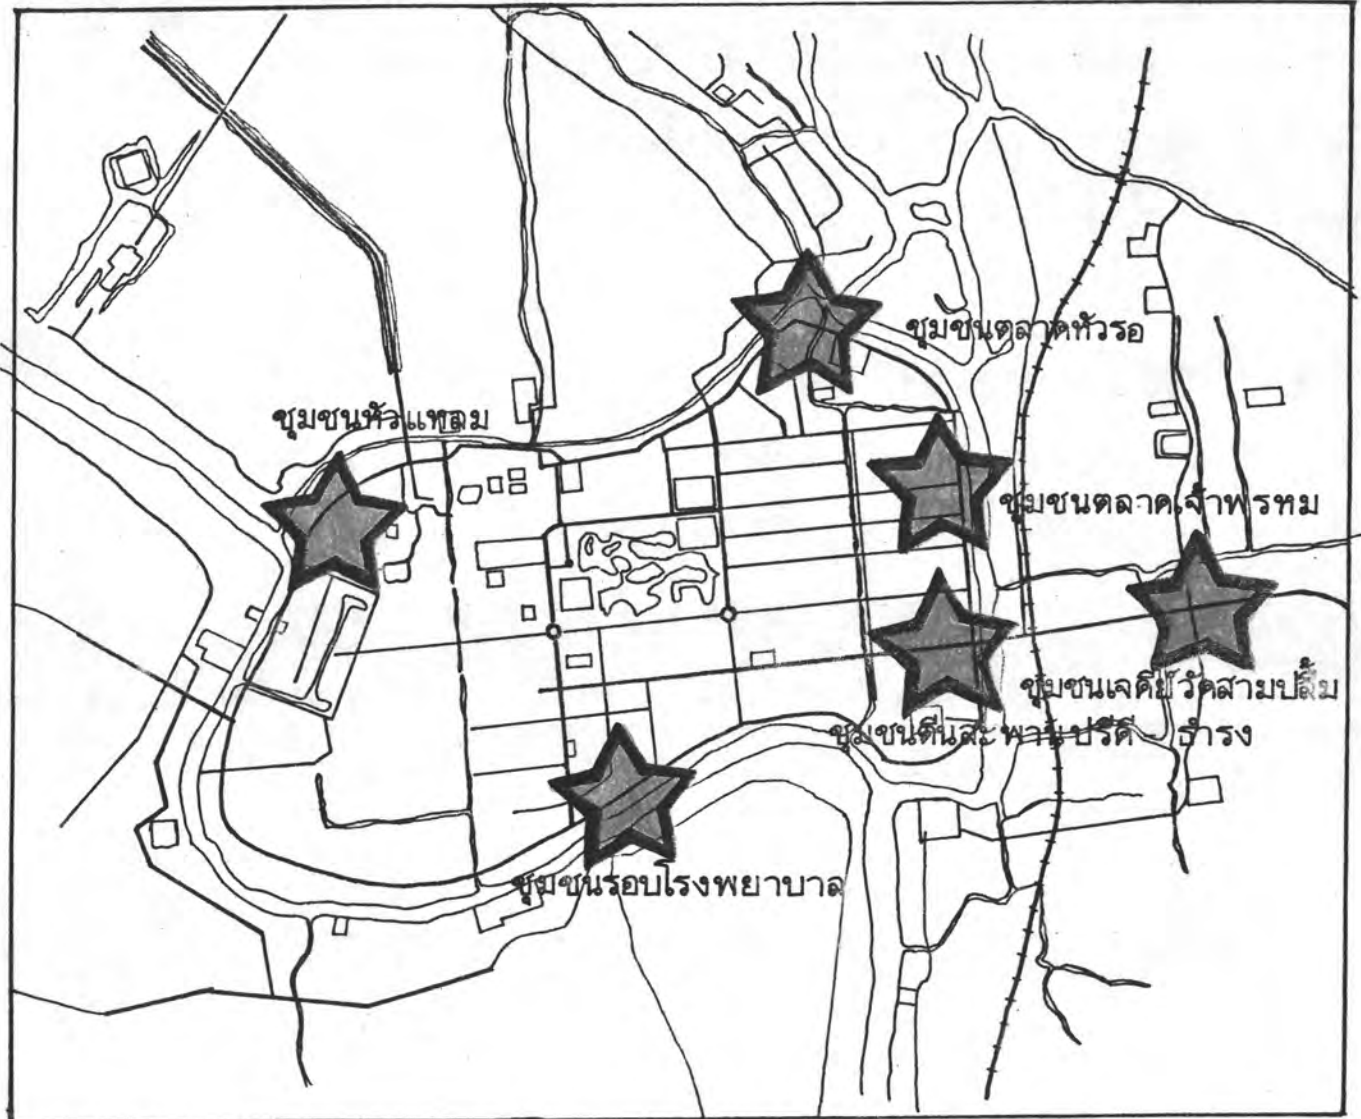 ชุมชนตลาดหัวรอ
ชุมชนหัวแหลม
ชุมชนตลาดเจ้าพรหม
ชุมชนเจดีย์วัดสามปลื้ม
ชุมชนตีนสะพานปรีดี ธำรง
ชุมชนรอบโรงพยาบาล